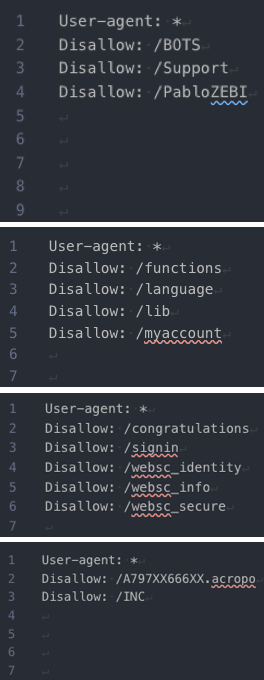 1 User-agent: *
2 Disallow: /BOTS
3 Disallow: /Support
4 Disallow: /PabloZEBI
5
6
7
8
9
1 User-agent: *
2 Disallow: /functions
3 Disallow: /language
4 Disallow: /lib
5 Disallow: /myaccount
6
7
1 User-agent: *
2 Disallow: /congratulations
3 Disallow: /signin
4 Disallow: /websc_identity
5 Disallow: /websc_info
6 Disallow: /websc_secure
7
1 User-agent: *
2 Disallow: /A797XX666XX.acropo
3 Disallow: /INC
4
5
6
7